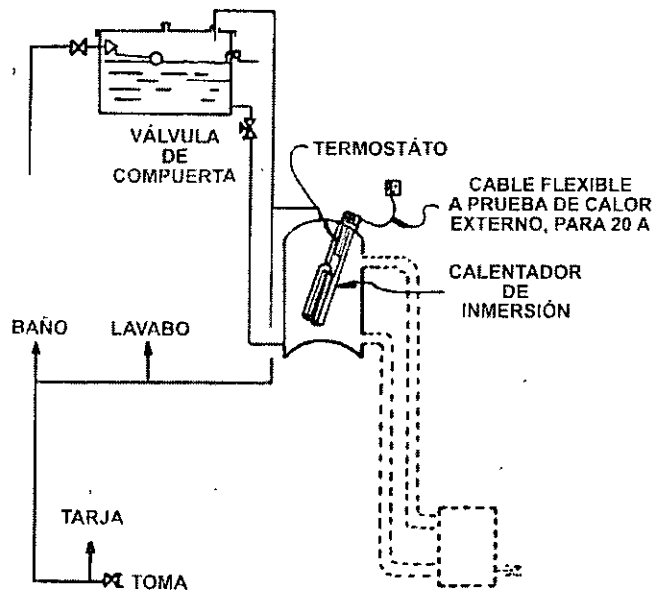 VÁLVULA
DE
COMPUERTA
TERMOSTÁTO
CABLE FLEXIBLE
A PRUEBA DE CALOR
EXTERNO, PARA 20 A
CALENTADOR
DE
INMERSIÓN
BAÑO
LAVABO
TARJA
TOMA